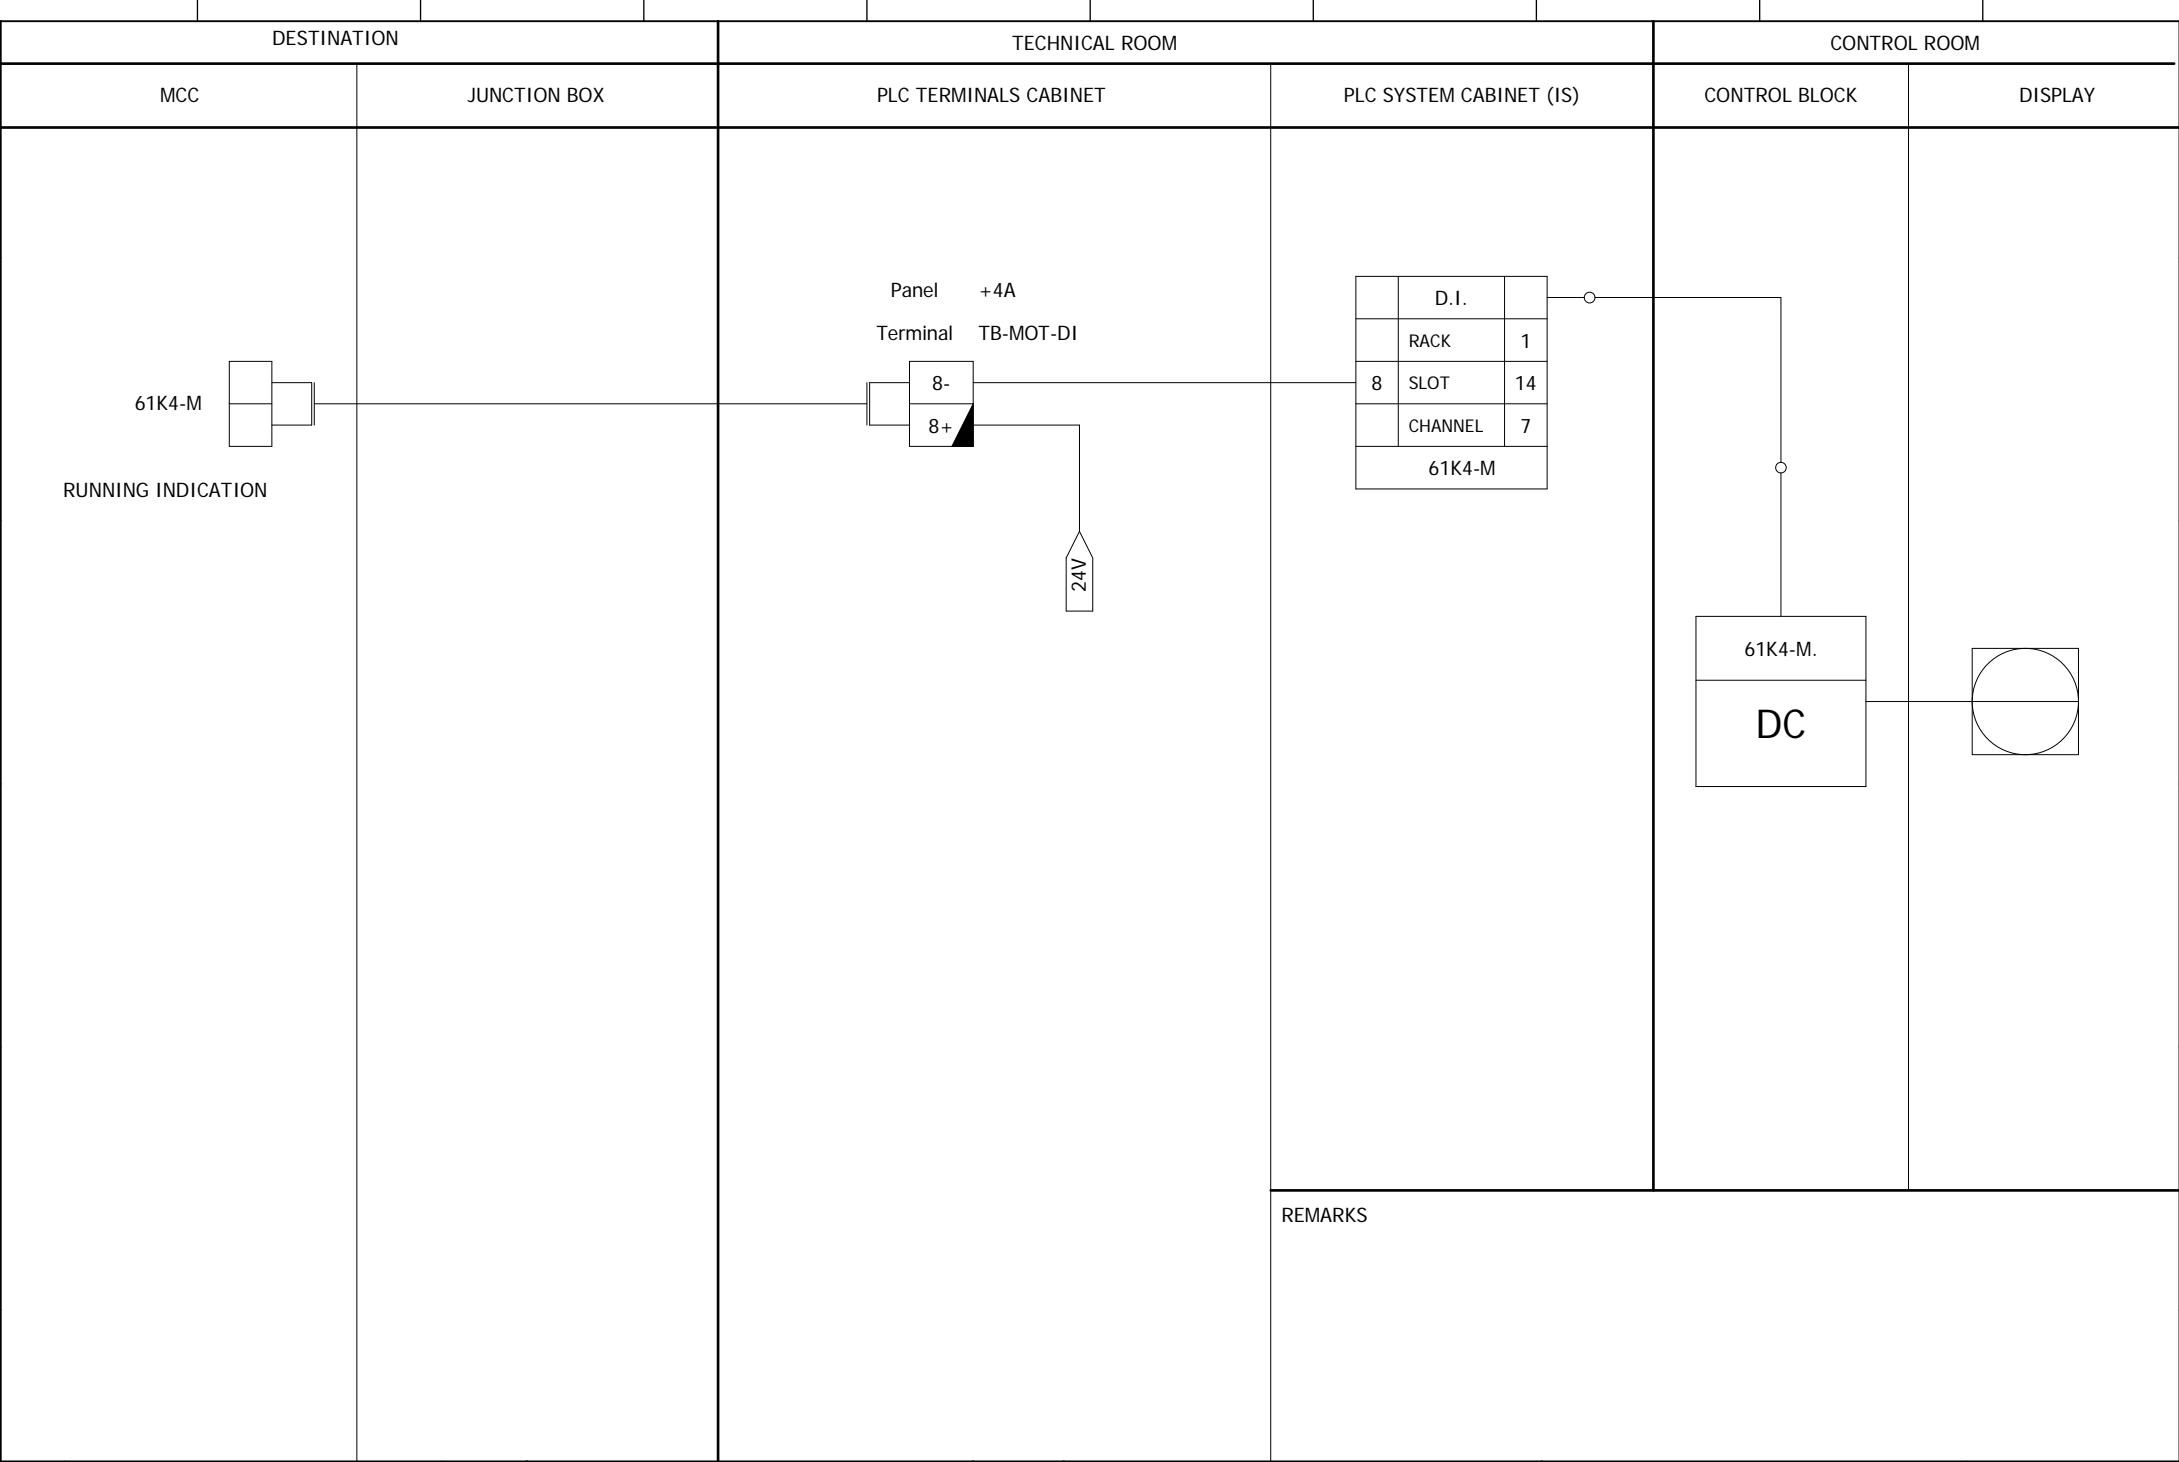 DESTINATION
TECHNICAL ROOM
CONTROL ROOM
MCC
JUNCTION BOX
PLC TERMINALS CABINET
PLC SYSTEM CABINET (IS)
CONTROL BLOCK
DISPLAY
61K4-M
RUNNING INDICATION
Panel +4A
Terminal TB-MOT-DI
8-
8+
24V
D.I.
RACK 1
8 SLOT 14
CHANNEL 7
61K4-M
61K4-M.
DC
REMARKS